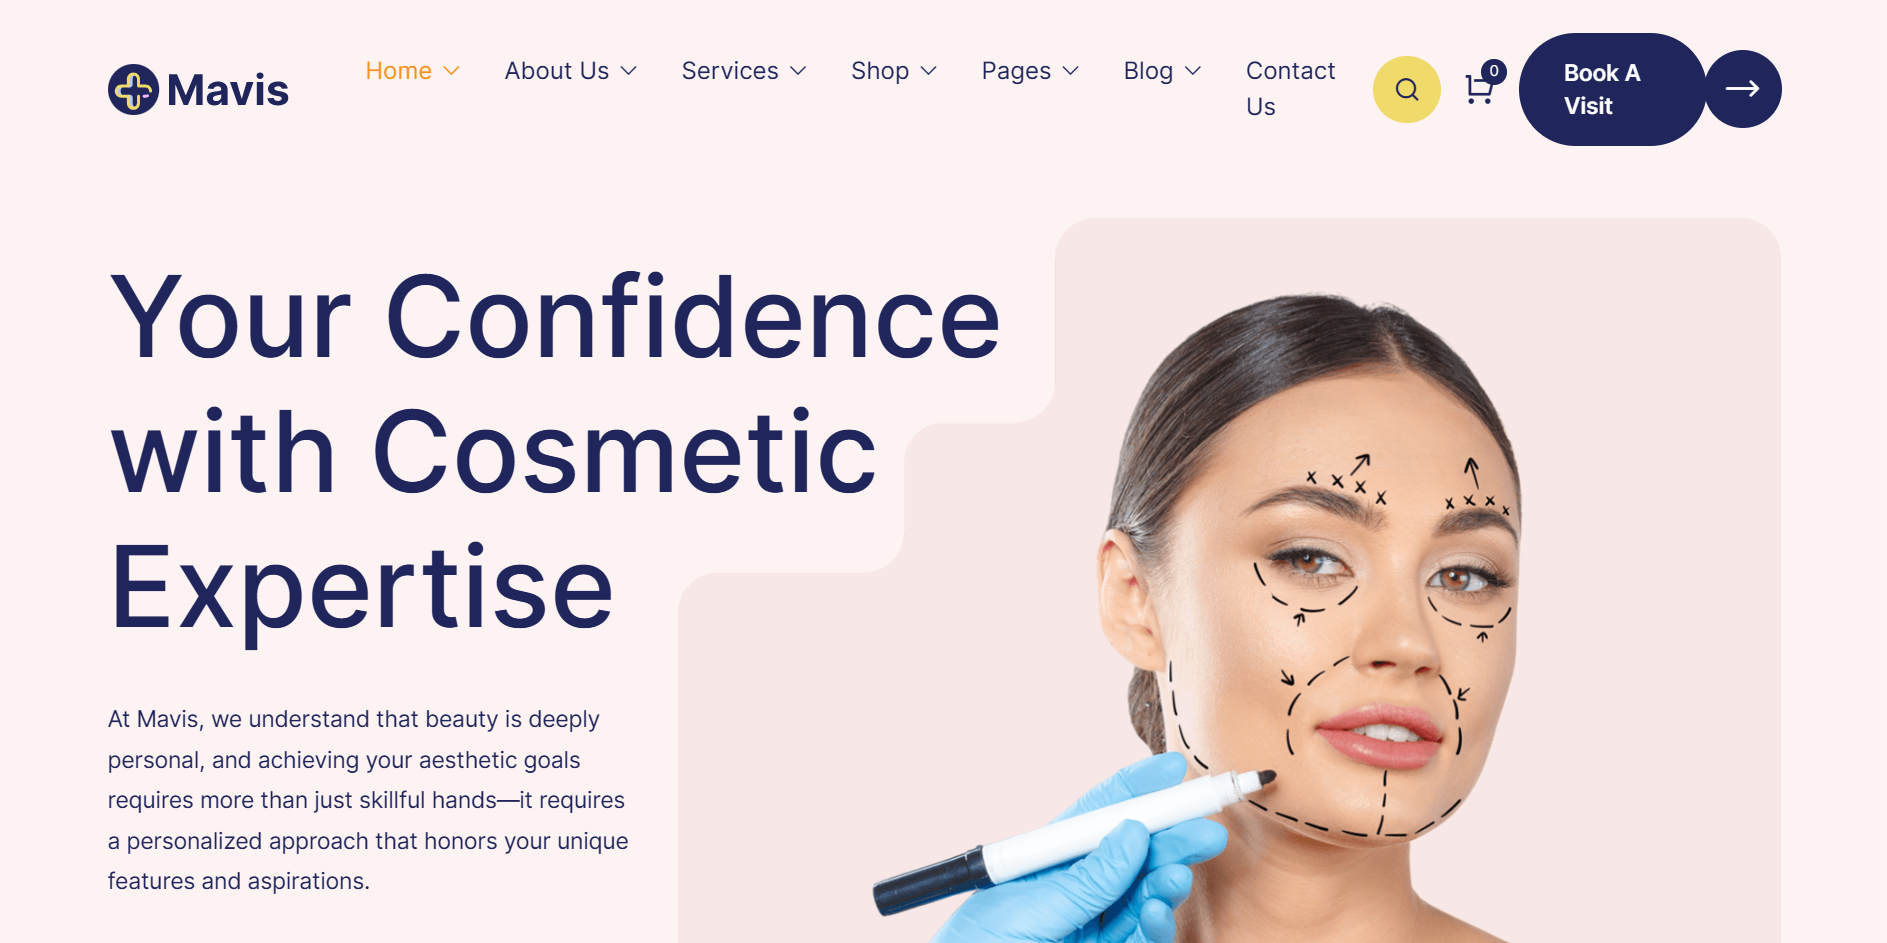 Mavis
Home
About Us
Services
Shop
Pages
Blog
Contact
Us
0
Book A
Visit
Your Confidence
with Cosmetic
Expertise
At Mavis, we understand that beauty is deeply
personal, and achieving your aesthetic goals
requires more than just skillful hands—it requires
a personalized approach that honors your unique
features and aspirations.